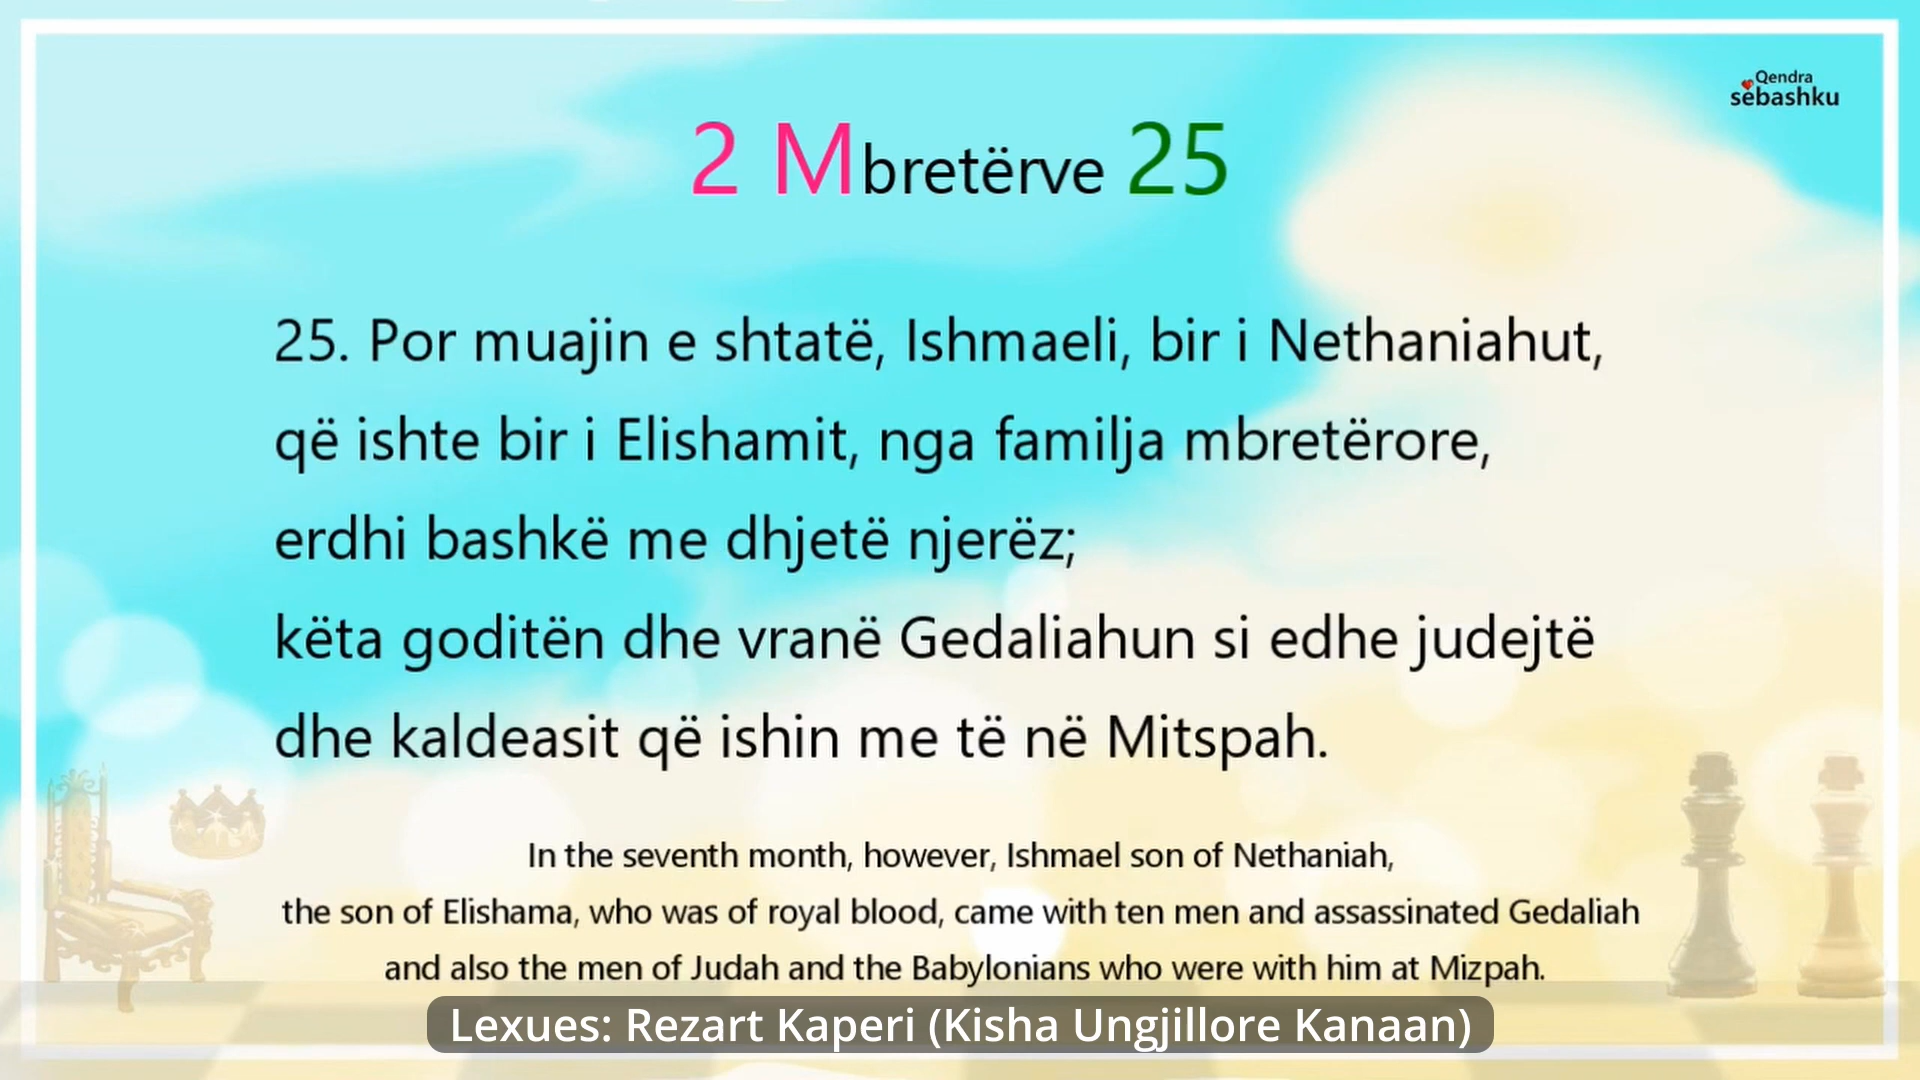 Qendra
sebashku
2 Mbretërve 25
25. Por muajin e shtatë, Ishmaeli, bir i Nethaniahut,
që ishte bir i Elishamit, nga familja mbretërore,
erdhi bashkë me dhjetë njerëz;
këta goditën dhe vranë Gedaliahun si edhe judejtë
dhe kaldeasit që ishin me të në Mitspah.
In the seventh month, however, Ishmael son of Nethaniah,
the son of Elishama, who was of royal blood, came with ten men and assassinated Gedaliah
and also the men of Judah and the Babylonians who were with him at Mizpah.
Lexues: Rezart Kaperi (Kisha Ungjillore Kanaan)